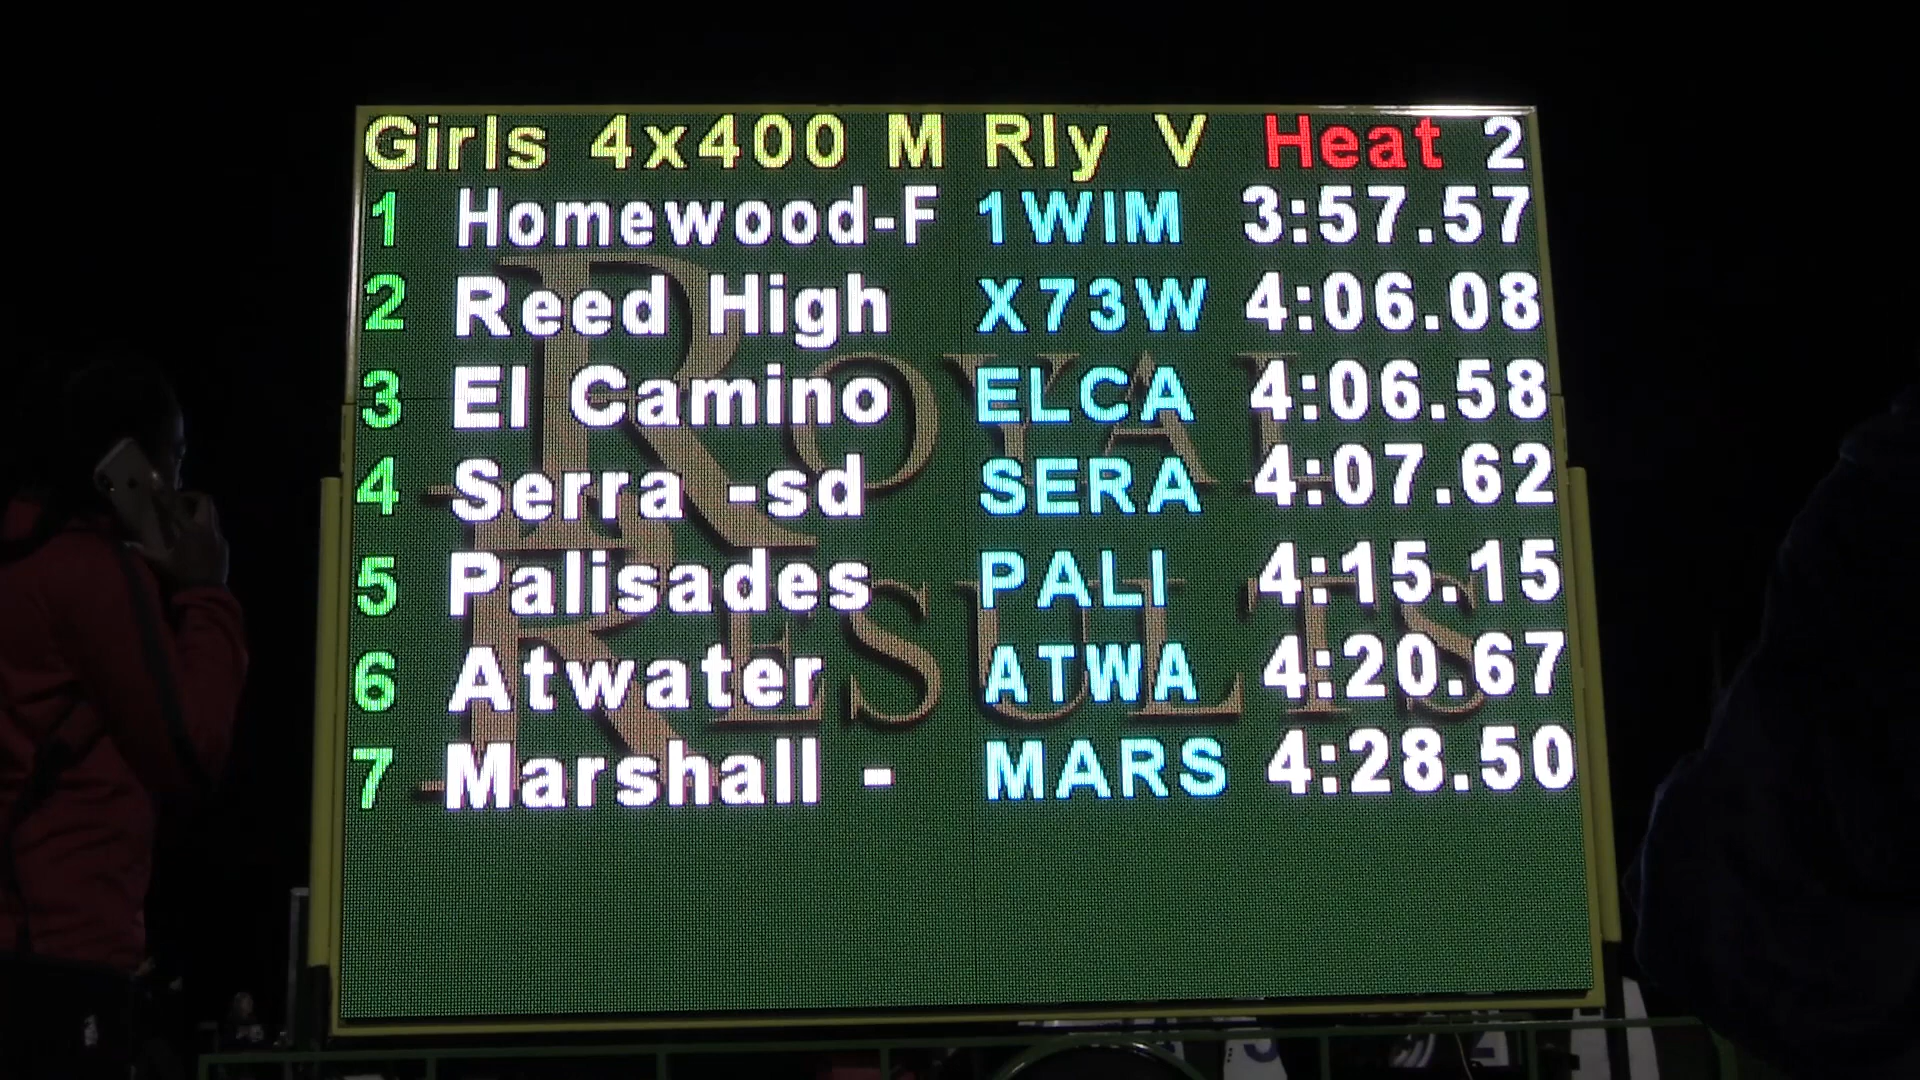 Girls 4x400 M Rly V Heat 2
1 Homewood-F 1WIM 3:57.57
2 Reed High X73W 4:06.08
3 El Camino ELCA 4:06.58
4 Serra -sd SERA 4:07.62
5 Palisades PALI 4:15.15
6 Atwater ATWA 4:20.67
7 Marshall - MARS 4:28.50
ROYAL
RESULTS